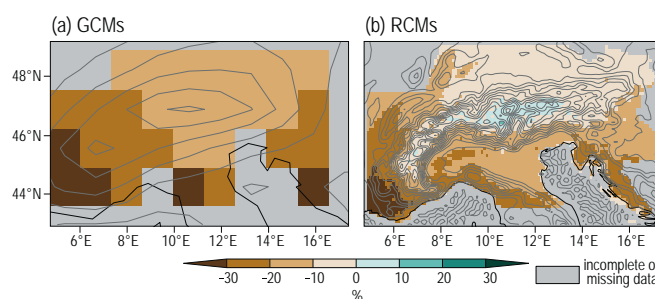 (a) GCMs
(b) RCMs
48°N
46°N
44°N
6°E 8°E 10°E 12°E 14°E 16°E
6°E 8°E 10°E 12°E 14°E 16°E
–30 –20 –10 0 10 20 30
%
incomplete o
missing data